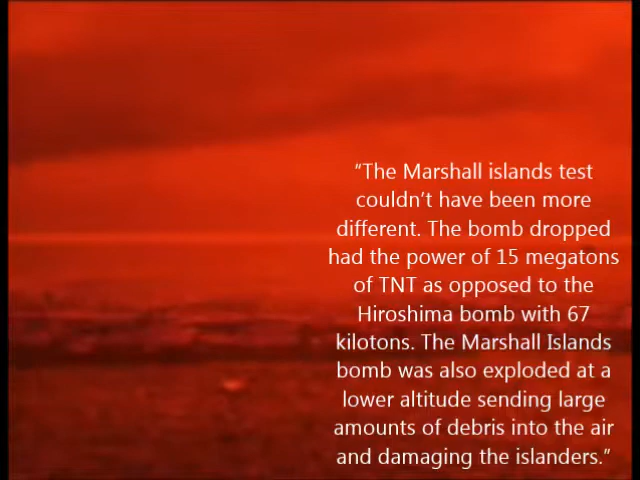 “The Marshall islands test
couldn’t have been more
different. The bomb dropped
had the power of 15 megatons
of TNT as opposed to the
Hiroshima bomb with 67
kilotons. The Marshall Islands
bomb was also exploded at a
lower altitude sending large
amounts of debris into the air
and damaging the islanders.”